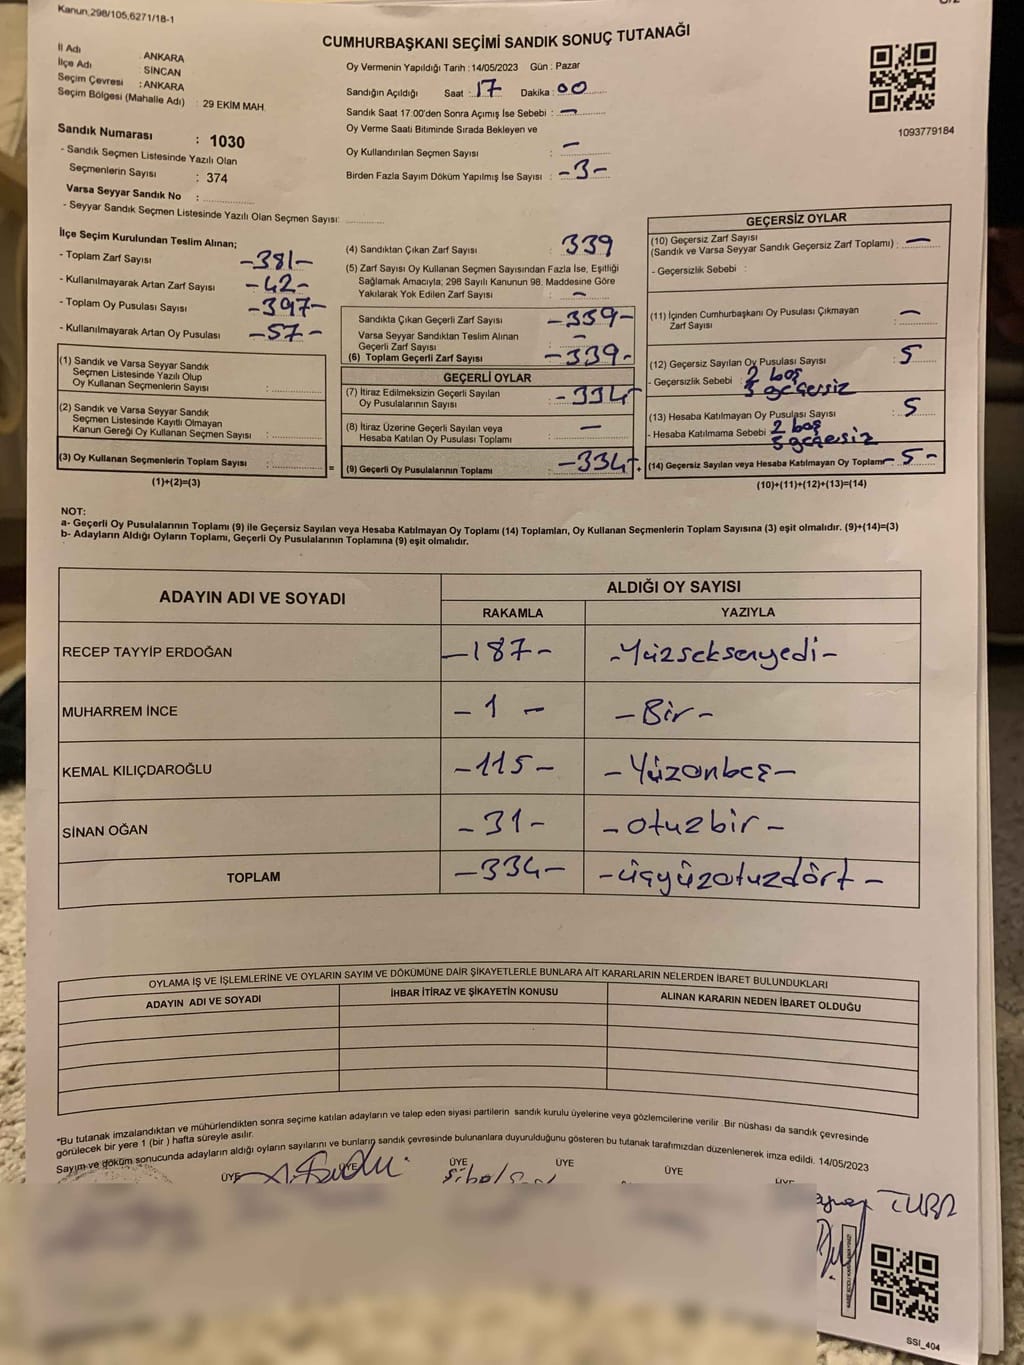 Kanun;298/105,6271/18-1
CUMHURBAŞKANI SEÇİMİ SANDIK SONUÇ TUTANAĞI
İl Adı : ANKARA
İlçe Adı : SİNCAN
Seçim Çevresi : ANKARA
Seçim Bölgesi (Mahalle Adı) : 29 EKİM MAH.
Sandık Numarası : 1030
- Sandık Seçmen Listesinde Yazılı Olan
Seçmenlerin Sayısı : 374
Varsa Seyyar Sandık No :
- Seyyar Sandık Seçmen Listesinde Yazılı Olan Seçmen Sayısı:
Oy Vermenin Yapıldığı Tarih : 14/05/2023 Gün : Pazar
Sandığın Açıldığı Saat : 17 Dakika : 00
Sandık Saat 17:00'den Sonra Açımış İse Sebebi : —
Oy Verme Saati Bitiminde Sırada Bekleyen ve
Oy Kullandırılan Seçmen Sayısı : —
Birden Fazla Sayım Döküm Yapılmış İse Sayısı : -3-
1093779184
İlçe Seçim Kurulundan Teslim Alınan;
- Toplam Zarf Sayısı -381-
- Kullanılmayarak Artan Zarf Sayısı -42-
- Toplam Oy Pusulası Sayısı -397-
- Kullanılmayarak Artan Oy Pusulası -57-
(1) Sandık ve Varsa Seyyar Sandık
Seçmen Listesinde Yazılı Olup
Oy Kullanan Seçmenlerin Sayısı :
(2) Sandık ve Varsa Seyyar Sandık
Seçmen Listesinde Kayıtlı Olmayan
Kanun Gereği Oy Kullanan Seçmen Sayısı :
(3) Oy Kullanan Seçmenlerin Toplam Sayısı : =
(1)+(2)=(3)
(4) Sandıktan Çıkan Zarf Sayısı : 339
(5) Zarf Sayısı Oy Kullanan Seçmen Sayısından Fazla İse, Eşitliği
Sağlamak Amacıyla; 298 Sayılı Kanunun 98. Maddesine Göre
Yakılarak Yok Edilen Zarf Sayısı : —
Sandıkta Çıkan Geçerli Zarf Sayısı -339-
Varsa Seyyar Sandıktan Teslim Alınan
Geçerli Zarf Sayısı : —
(6) Toplam Geçerli Zarf Sayısı -339-
GEÇERLİ OYLAR
(7) İtiraz Edilmeksizin Geçerli Sayılan
Oy Pusulalarının Sayısı : -334-
(8) İtiraz Üzerine Geçerli Sayılan veya
Hesaba Katılan Oy Pusulası Toplamı : —
(9) Geçerli Oy Pusulalarının Toplamı : -334- +
GEÇERSİZ OYLAR
(10) Geçersiz Zarf Sayısı
(Sandık ve Varsa Seyyar Sandık Geçersiz Zarf Toplamı) : —
- Geçersizlik Sebebi :
(11) İçinden Cumhurbaşkanı Oy Pusulası Çıkmayan
Zarf Sayısı : —
(12) Geçersiz Sayılan Oy Pusulası Sayısı : 5
2 boş
- Geçersizlik Sebebi : geçersiz
(13) Hesaba Katılmayan Oy Pusulası Sayısı : 5
- Hesaba Katılmama Sebebi 2 boş
geçersiz
(14) Geçersiz Sayılan veya Hesaba Katılmayan Oy Toplamı -5-
(10)+(11)+(12)+(13)=(14)
NOT:
a- Geçerli Oy Pusulalarının Toplamı (9) ile Geçersiz Sayılan veya Hesaba Katılmayan Oy Toplamı (14) Toplamları, Oy Kullanan Seçmenlerin Toplam Sayısına (3) eşit olmalıdır. (9)+(14)=(3)
b- Adayların Aldığı Oyların Toplamı, Geçerli Oy Pusulalarının Toplamına (9) eşit olmalıdır.
ADAYIN ADI VE SOYADI ALDIĞI OY SAYISI
RAKAMLA YAZIYLA
RECEP TAYYİP ERDOĞAN -187- -Yüzseksenyedi-
MUHARREM İNCE -1- -Bir-
KEMAL KILIÇDAROĞLU -115- -Yüzonbeş-
SİNAN OĞAN -31- -otuzbir-
TOPLAM -334- -üçyüzotuzdört-
OYLAMA İŞ VE İŞLEMLERİNE VE OYLARIN SAYIM VE DÖKÜMÜNE DAİR ŞİKAYETLERLE BUNLARA AİT KARARLARIN NELERDEN İBARET BULUNDUKLARI
ADAYIN ADI VE SOYADI İHBAR İTİRAZ VE ŞİKAYETİN KONUSU ALINAN KARARIN NEDEN İBARET OLDUĞU
*Bu tutanak imzalandıktan ve mühürlendikten sonra seçime katılan adayların ve talep eden siyasi partilerin sandık kurulu üyelerine veya gözlemcilerine verilir. Bir nüshası da sandık çevresinde
görülecek bir yere 1 (bir ) hafta süreyle asılır.
Sayım ve döküm sonucunda adayların aldığı oyların sayılarını ve bunların sandık çevresinde bulunanlara duyurulduğunu gösteren bu tutanak tarafımızdan düzenlenerek imza edildi. 14/05/2023
ÜYE ÜYE ÜYE ÜYE ÜYE
SSİ_404